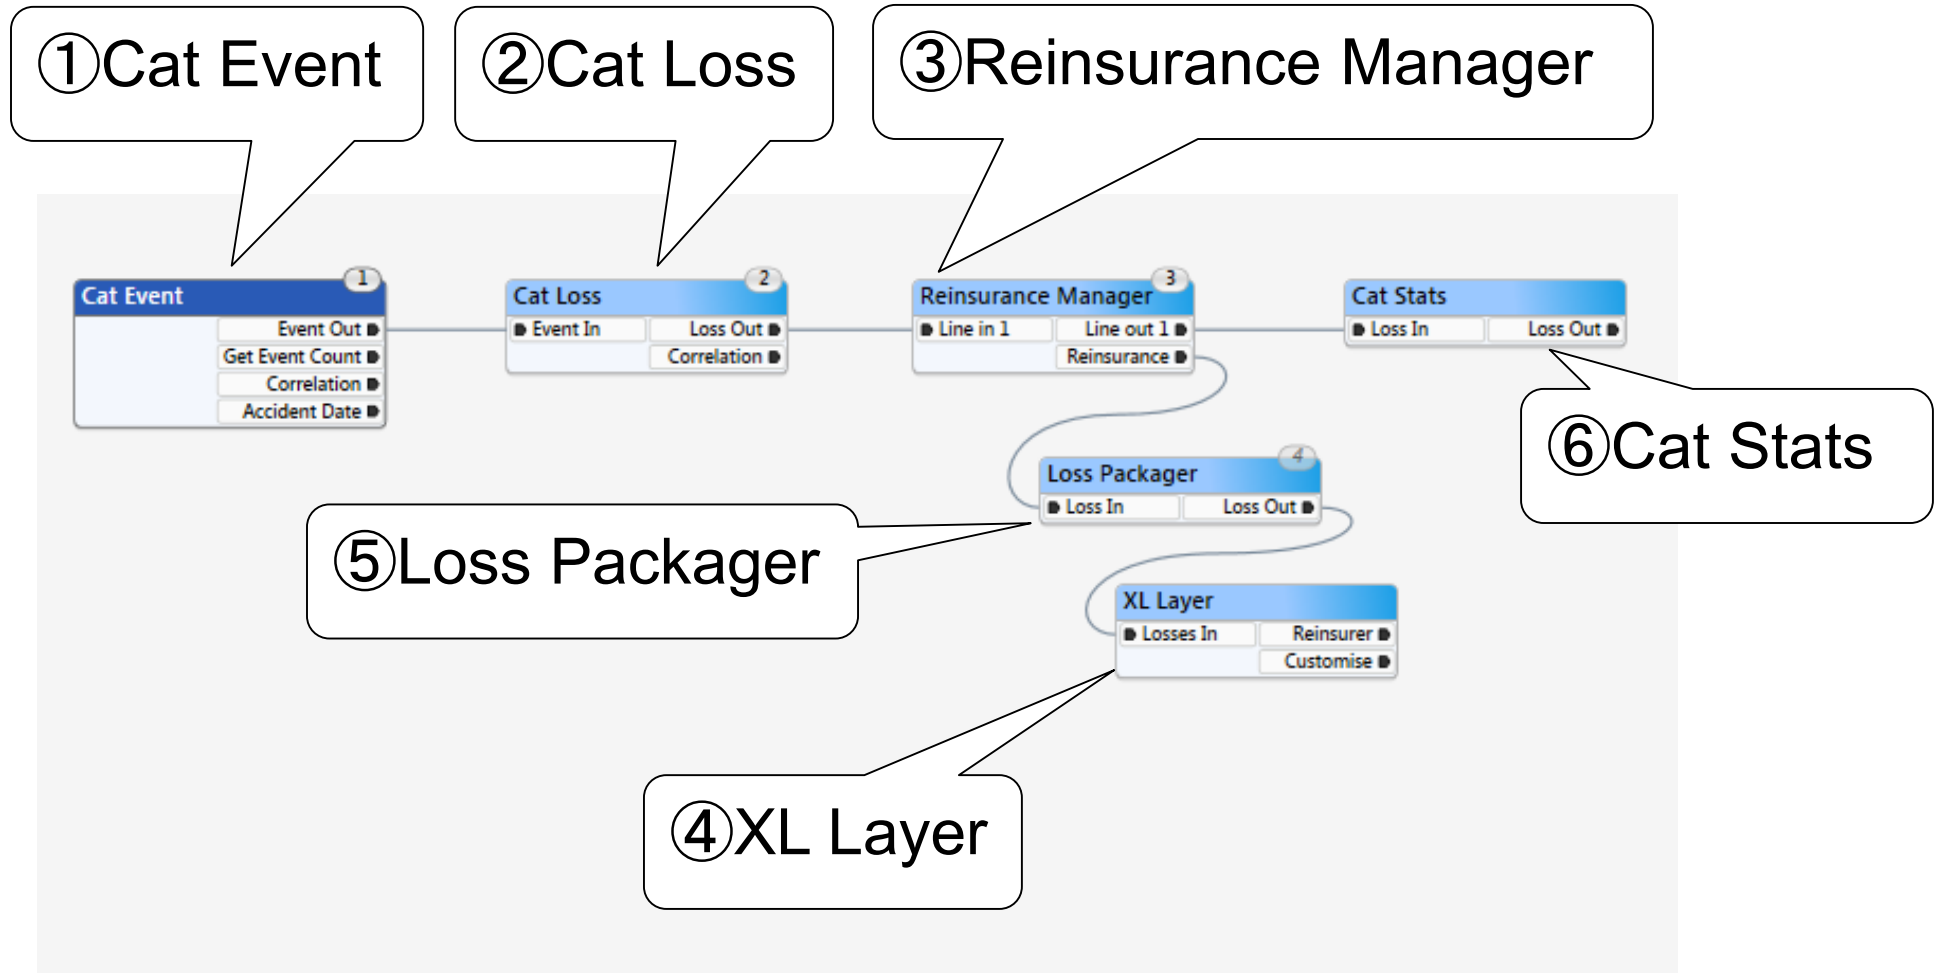 ①Cat Event
②Cat Loss
③Reinsurance Manager
1
Cat Event
Event Out
Get Event Count
Correlation
Accident Date
2
Cat Loss
Event In Loss Out
Correlation
3
Reinsurance Manager
Line in 1 Line out 1
Reinsurance
Cat Stats
Loss In Loss Out
⑥Cat Stats
4
Loss Packager
Loss In Loss Out
⑤Loss Packager
XL Layer
Losses In Reinsurer
Customise
④XL Layer